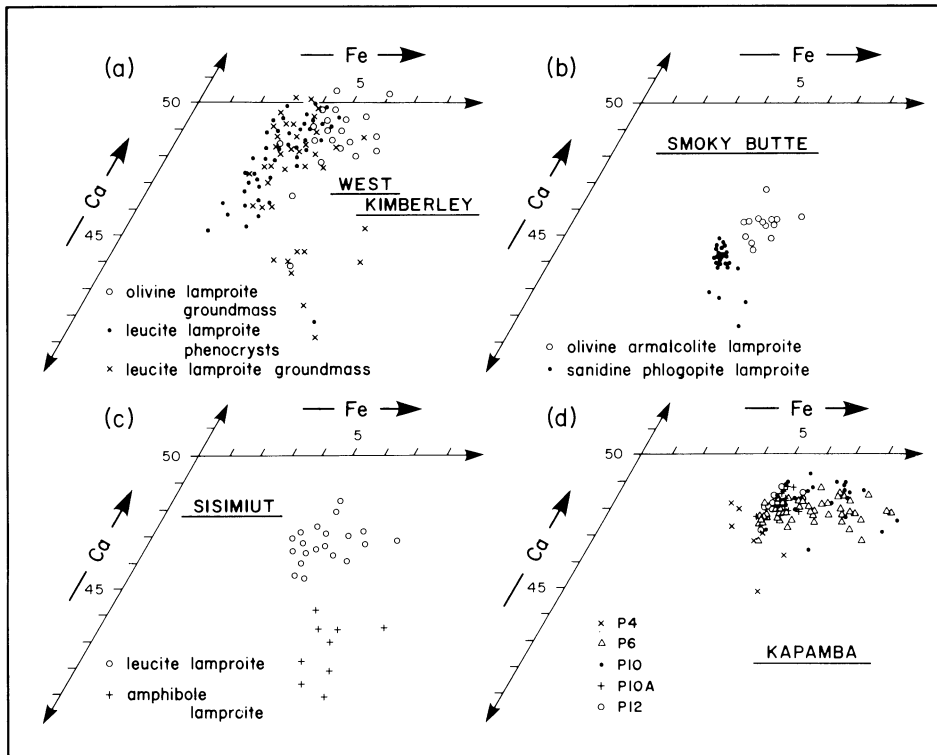 (a)
Fe
5
50
Ca
45
WEST
KIMBERLEY
olivine lamproite
groundmass
leucite lamproite
phenocrysts
leucite lamproite groundmass
(b)
Fe
5
50
SMOKY BUTTE
Ca
45
olivine armalcolite lamproite
sanidine phlogopite lamproite
(c)
Fe
5
50
SISIMIUT
Ca
45
leucite lamproite
amphibole
lamproite
(d)
Fe
5
50
Ca
45
P4
P6
P10
P10A
P12
KAPAMBA